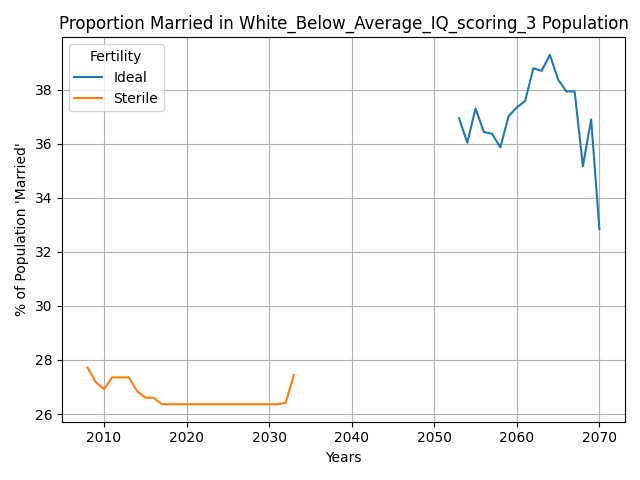 Proportion Married in White_Below_Average_IQ_scoring_3 Population
Fertility
Ideal
Sterile
% of Population 'Married'
38
36
34
32
30
28
26
2010 2020 2030 2040 2050 2060 2070
Years